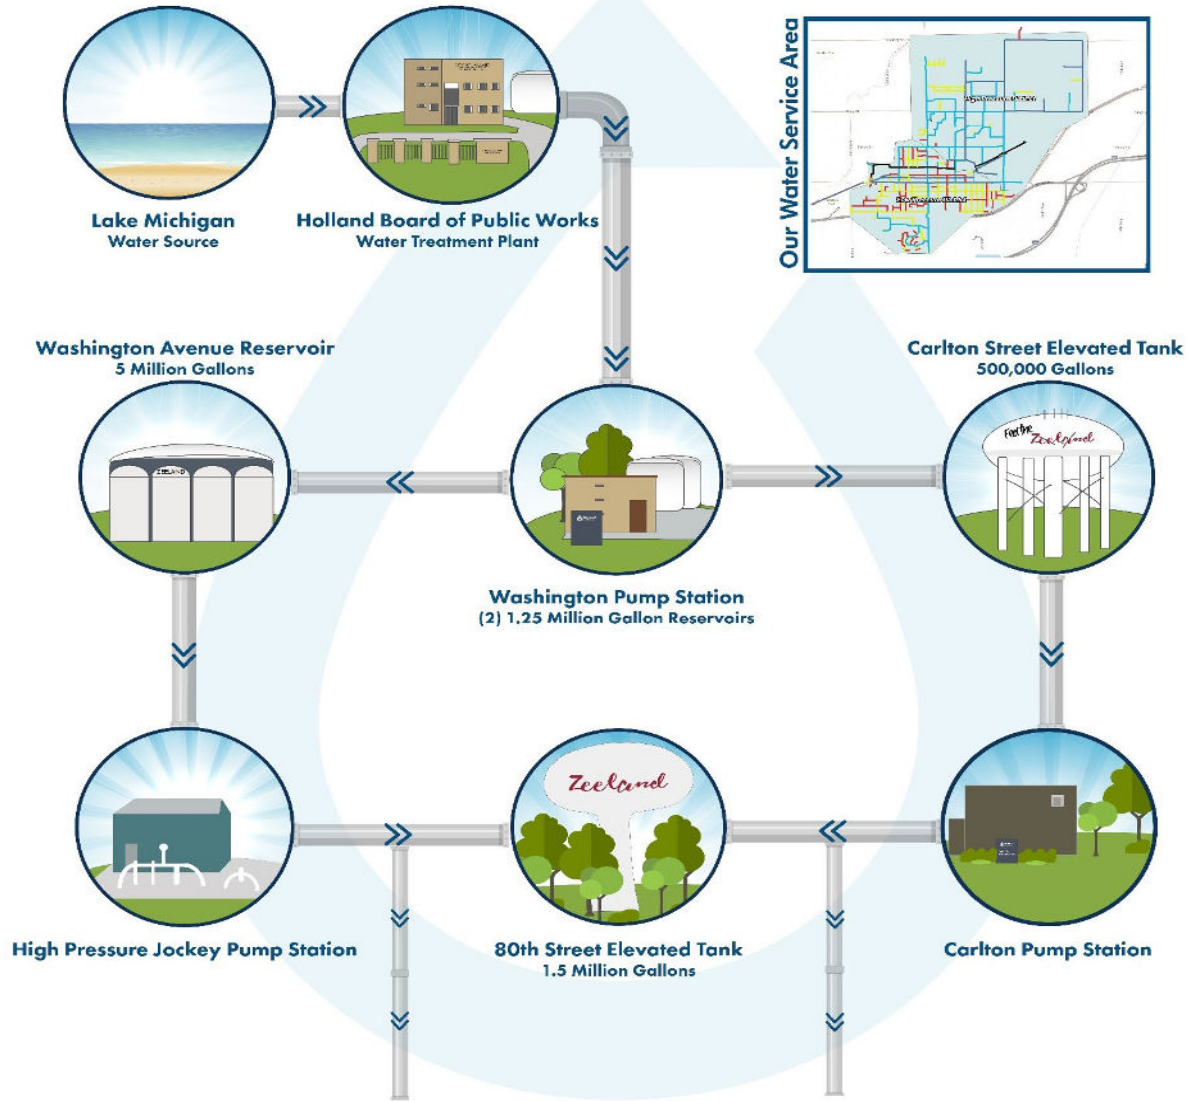 Our Water Service Area
Lake Michigan
Water Source
Holland Board of Public Works
Water Treatment Plant
Washington Avenue Reservoir
5 Million Gallons
Carlton Street Elevated Tank
500,000 Gallons
ZEELAND
Feel the
Zeeland
Washington Pump Station
(2) 1.25 Million Gallon Reservoirs
Zeeland
High Pressure Jockey Pump Station
80th Street Elevated Tank
1.5 Million Gallons
Carlton Pump Station